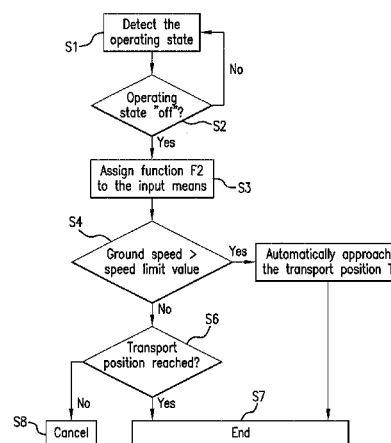 S1
Detect the
operating state
No
Operating
state "off"?
S2
Yes
Assign function F2
to the input means
S3
S4
Ground speed >
speed limit value
Yes
Automatically approach
the transport position T
No
S6
Transport
position reached?
No
Yes
S7
S8
Cancel
End